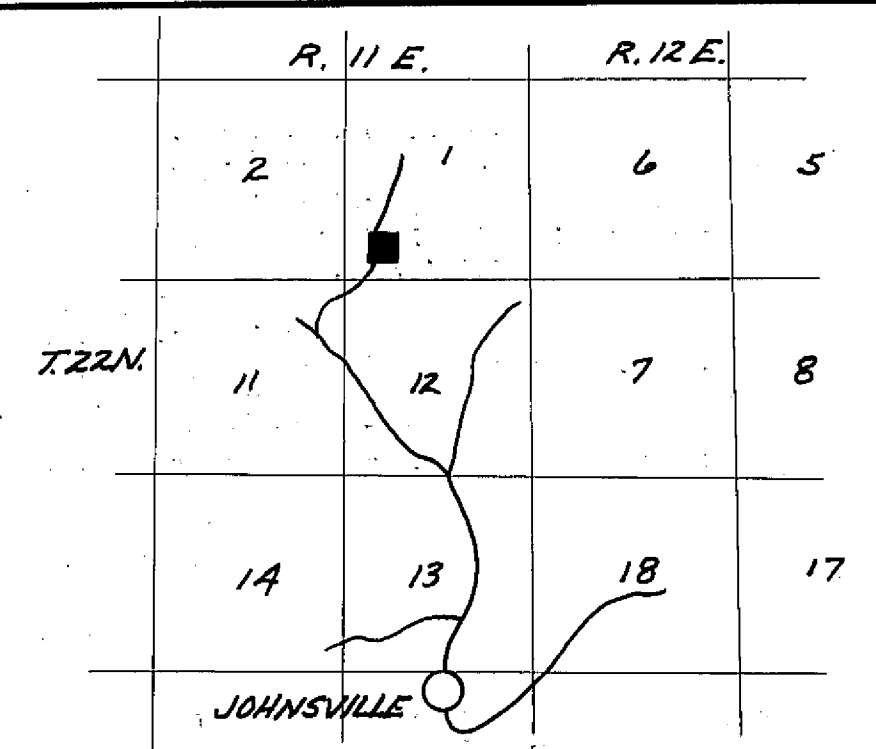 R. 11 E. R. 12 E.
2 1 6 5
T. 22N. 11 12 7 8
14 13 18 17
JOHNSVILLE